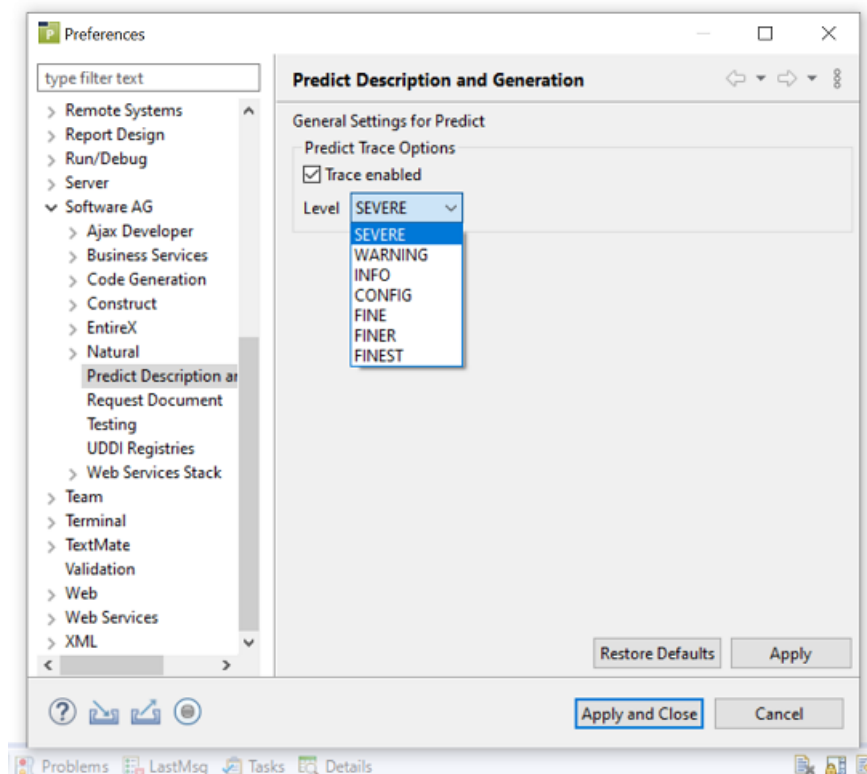 P Preferences
type filter text
Remote Systems
Report Design
Run/Debug
Server
Software AG
Ajax Developer
Business Services
Code Generation
Construct
EntireX
Natural
Predict Description ar
Request Document
Testing
UDDI Registries
Web Services Stack
Team
Terminal
TextMate
Validation
Web
Web Services
XML
Predict Description and Generation
General Settings for Predict
Predict Trace Options
Trace enabled
Level SEVERE
SEVERE
WARNING
INFO
CONFIG
FINE
FINER
FINEST
Restore Defaults Apply
? Apply and Close Cancel
Problems LastMsg Tasks Details